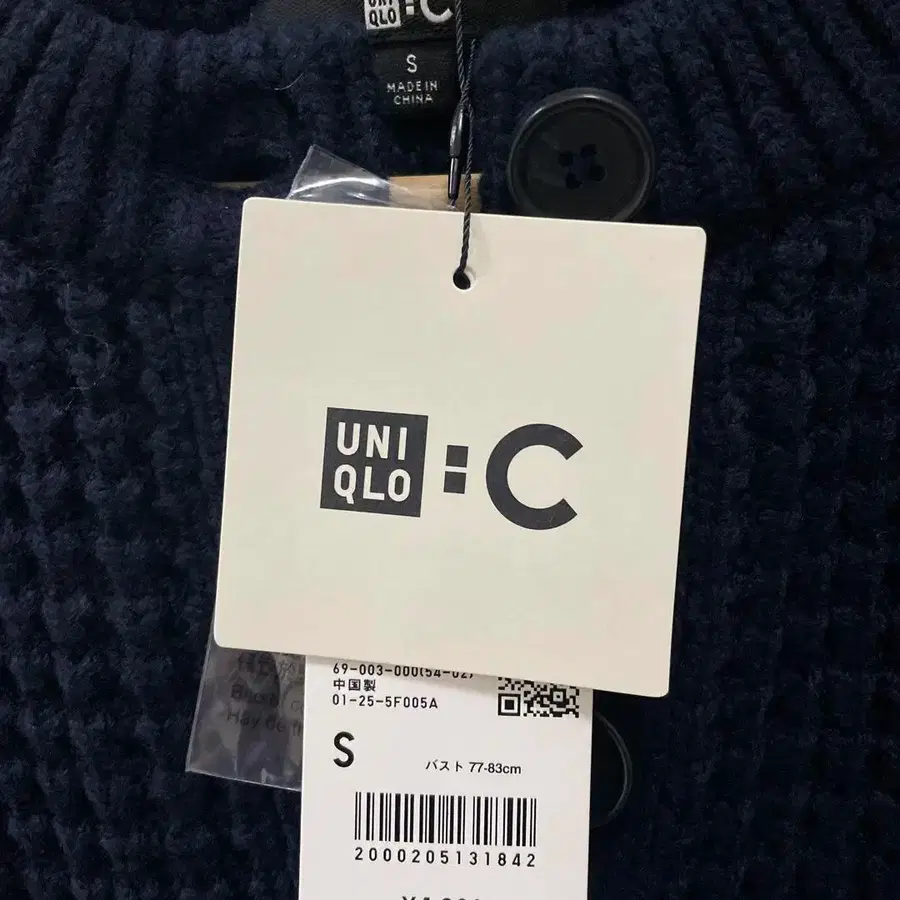 UNI
QLO : C
S
MADE IN
CHINA
UNI
QLO : C
69-003-000(54-02)
中国製
01-25-5F005A
S
バスト 77-83cm
2000205131842